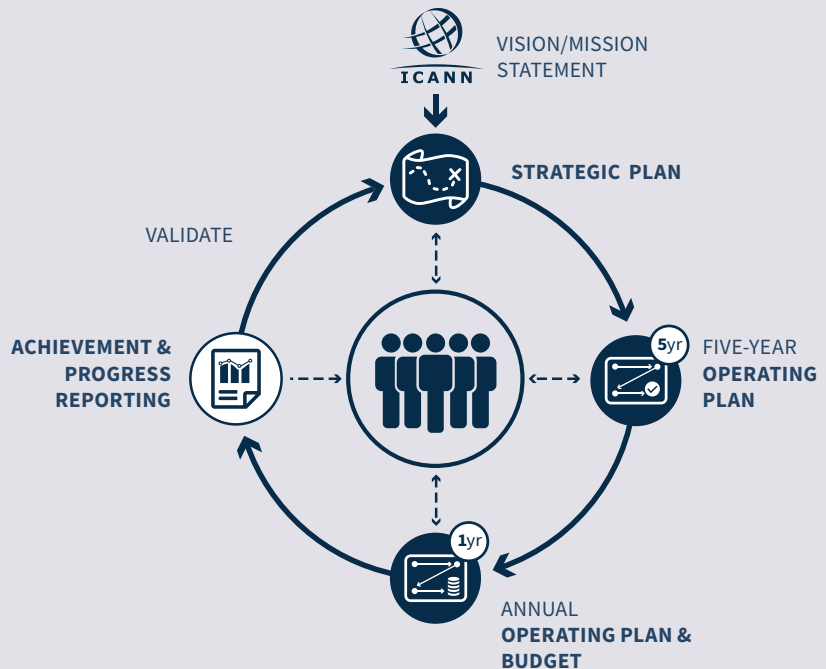 ICANN
VISION/MISSION
STATEMENT
STRATEGIC PLAN
VALIDATE
ACHIEVEMENT &
PROGRESS
REPORTING
5yr
FIVE-YEAR
OPERATING
PLAN
1yr
ANNUAL
OPERATING PLAN &
BUDGET